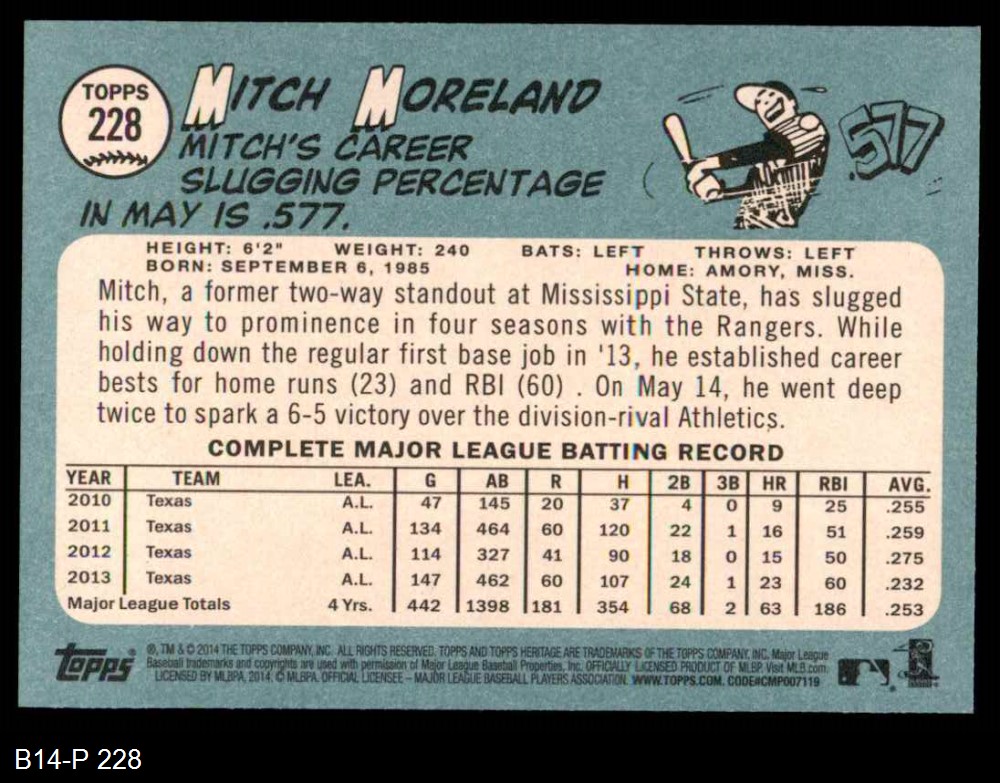 TOPPS
228
MITCH MORELAND
MITCH'S CAREER
SLUGGING PERCENTAGE
IN MAY IS .577.
.577
HEIGHT: 6'2" WEIGHT: 240 BATS: LEFT THROWS: LEFT
BORN: SEPTEMBER 6, 1985 HOME: AMORY, MISS.
Mitch, a former two-way standout at Mississippi State, has slugged
his way to prominence in four seasons with the Rangers. While
holding down the regular first base job in '13, he established career
bests for home runs (23) and RBI (60) . On May 14, he went deep
twice to spark a 6-5 victory over the division-rival Athletics.
COMPLETE MAJOR LEAGUE BATTING RECORD
YEAR TEAM LEA. G AB R H 2B 3B HR RBI AVG.
2010 Texas A.L. 47 145 20 37 4 0 9 25 .255
2011 Texas A.L. 134 464 60 120 22 1 16 51 .259
2012 Texas A.L. 114 327 41 90 18 0 15 50 .275
2013 Texas A.L. 147 462 60 107 24 1 23 60 .232
Major League Totals 4 Yrs. 442 1398 181 354 68 2 63 186 .253
topps
®, TM & © 2014 THE TOPPS COMPANY, INC. ALL RIGHTS RESERVED. TOPPS AND TOPPS HERITAGE ARE TRADEMARKS OF THE TOPPS COMPANY, INC. Major League
Baseball trademarks and copyrights are used with permission of Major League Baseball Properties, Inc. OFFICIALLY LICENSED PRODUCT OF MLBP. Visit MLB.com.
LICENSED BY MLBPA, 2014, © MLBPA. OFFICIAL LICENSEE – MAJOR LEAGUE BASEBALL PLAYERS ASSOCIATION. WWW.TOPPS.COM. CODE#CMP007119
B14-P 228